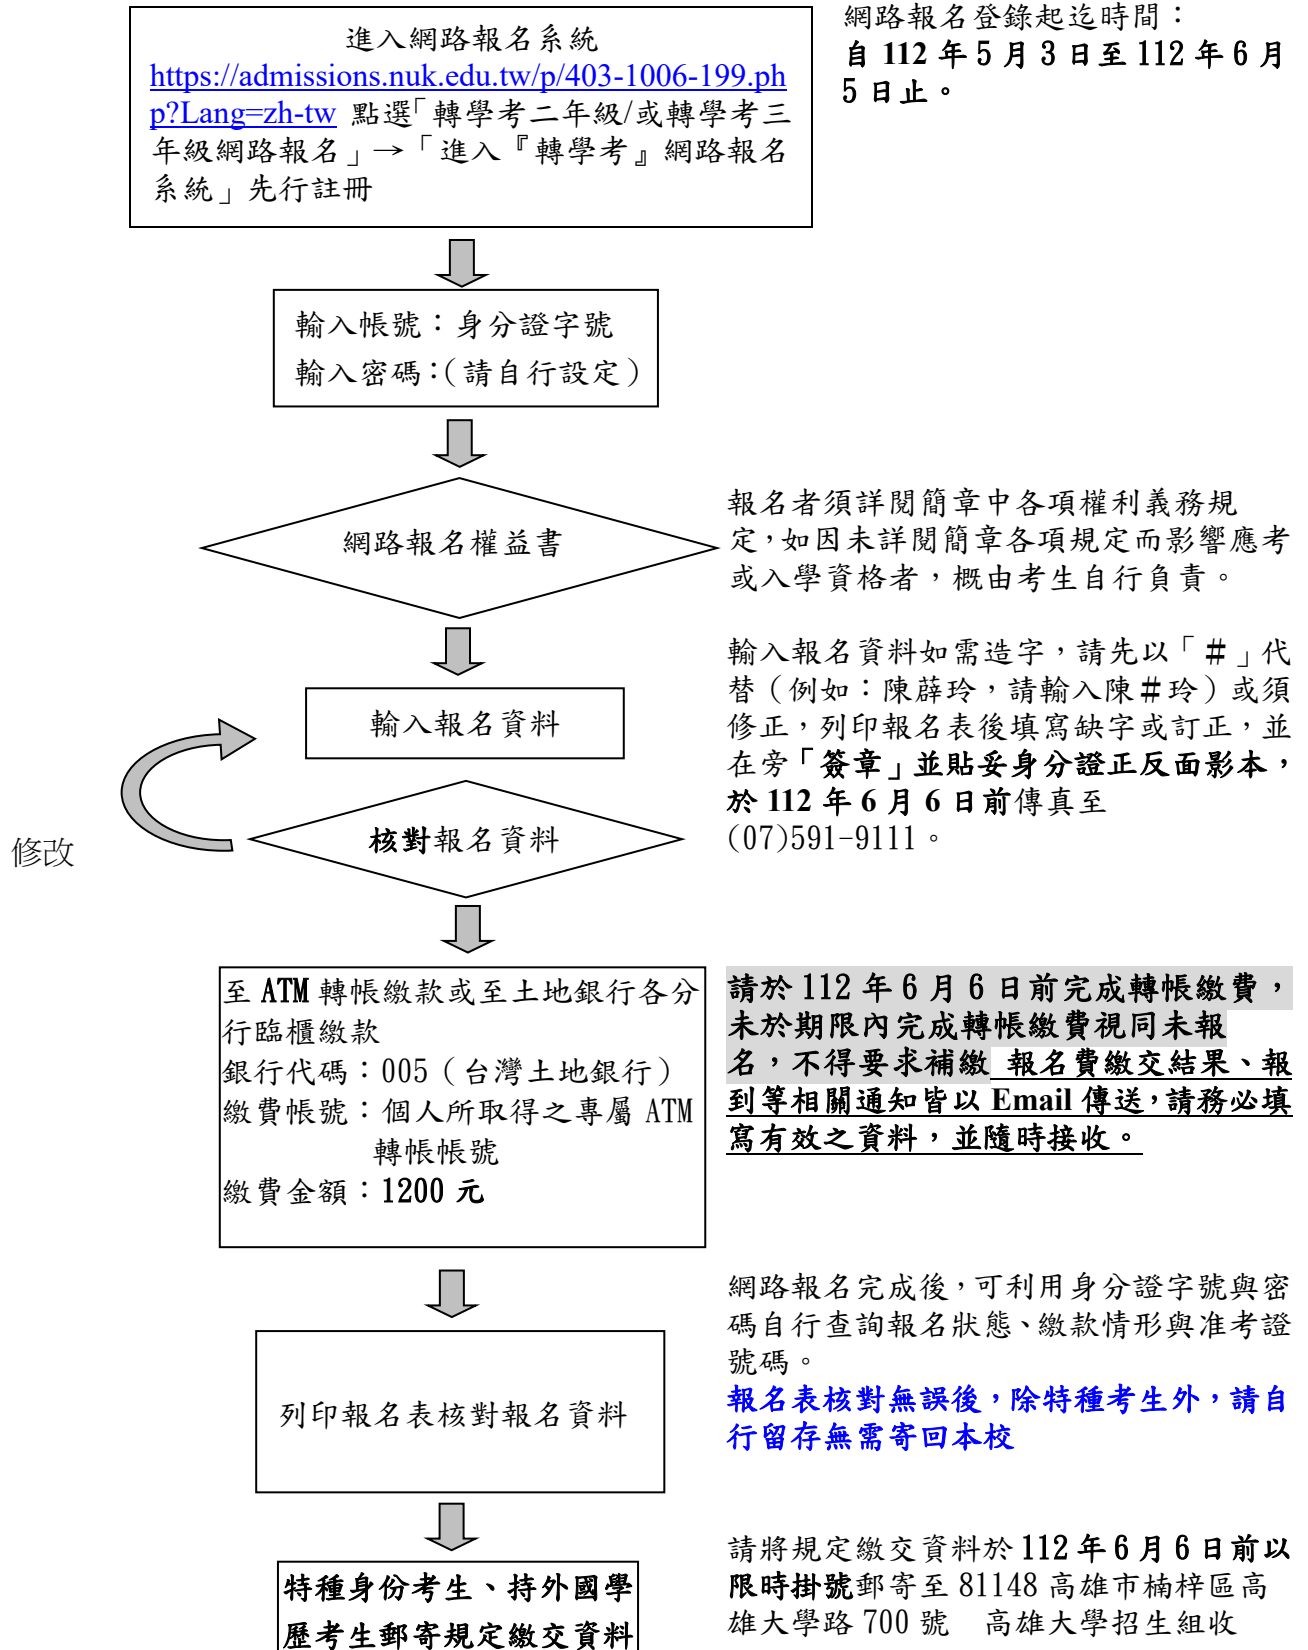 進入網路報名系統
https://admissions.nuk.edu.tw/p/403-1006-199.ph
p?Lang=zh-tw 點選「轉學考二年級/或轉學考三
年級網路報名」→「進入『轉學考』網路報名
系統」先行註冊
網路報名登錄起迄時間：
自 112 年 5 月 3 日至 112 年 6 月
5 日止。
輸入帳號：身分證字號
輸入密碼：（請自行設定）
網路報名權益書
報名者須詳閱簡章中各項權利義務規
定，如因未詳閱簡章各項規定而影響應考
或入學資格者，概由考生自行負責。
輸入報名資料
輸入報名資料如需造字，請先以「＃」代
替（例如：陳薜玲，請輸入陳＃玲）或須
修正，列印報名表後填寫缺字或訂正，並
在旁「簽章」並貼妥身分證正反面影本，
於 112 年 6 月 6 日前傳真至
(07)591-9111。
修改
核對報名資料
至 ATM 轉帳繳款或至土地銀行各分
行臨櫃繳款
銀行代碼：005（台灣土地銀行）
繳費帳號：個人所取得之專屬 ATM
轉帳帳號
繳費金額：1200 元
請於 112 年 6 月 6 日前完成轉帳繳費，
未於期限內完成轉帳繳費視同未報
名，不得要求補繳 報名費繳交結果、報
到等相關通知皆以 Email 傳送，請務必填
寫有效之資料，並隨時接收。
列印報名表核對報名資料
網路報名完成後，可利用身分證字號與密
碼自行查詢報名狀態、繳款情形與准考證
號碼。
報名表核對無誤後，除特種考生外，請自
行留存無需寄回本校
特種身份考生、持外國學
歷考生郵寄規定繳交資料
請將規定繳交資料於 112 年 6 月 6 日前以
限時掛號郵寄至 81148 高雄市楠梓區高
雄大學路 700 號　高雄大學招生組收